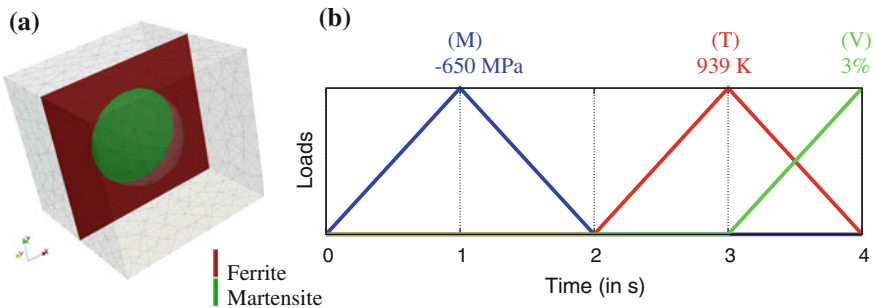 (a)
Ferrite
Martensite
(b)
(M)
-650 MPa
(T)
939 K
(V)
3%
Loads
0 1 2 3 4
Time (in s)